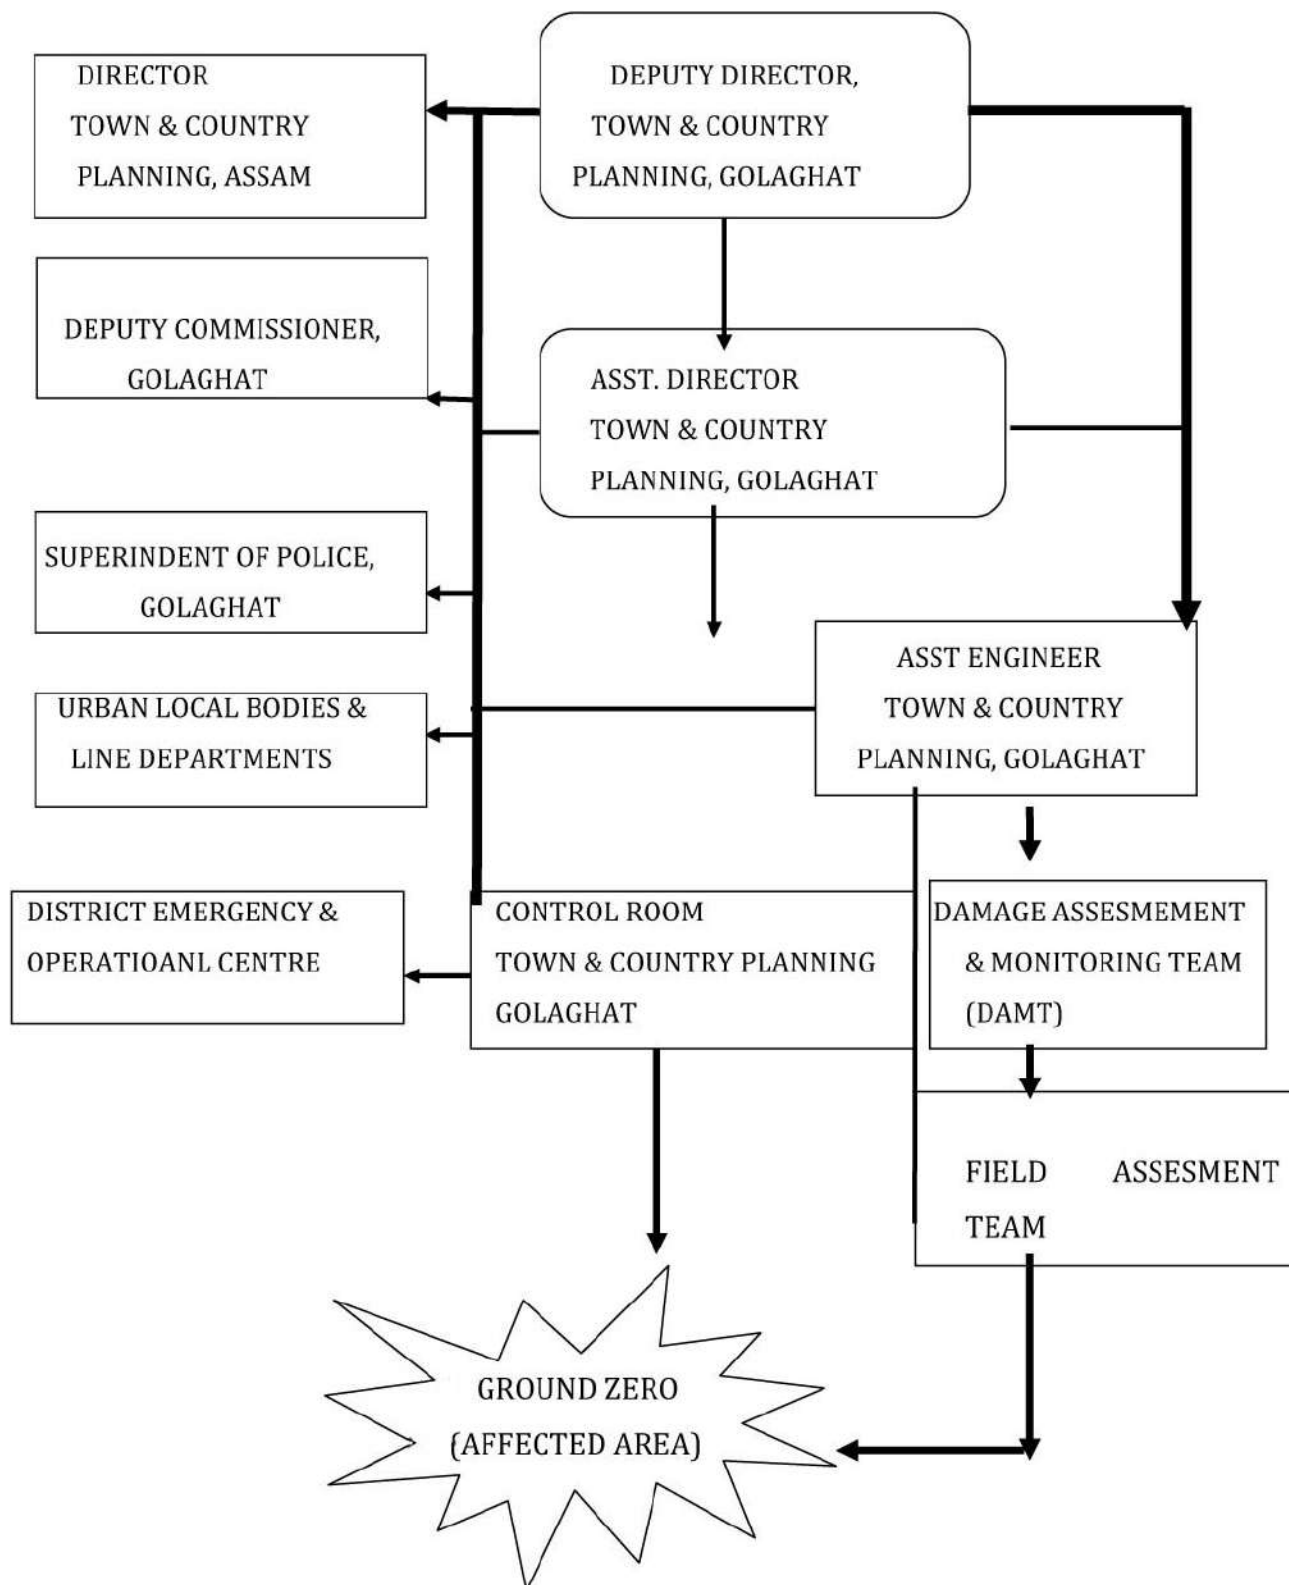 DIRECTOR
TOWN & COUNTRY
PLANNING, ASSAM
DEPUTY DIRECTOR,
TOWN & COUNTRY
PLANNING, GOLAGHAT
DEPUTY COMMISSIONER,
GOLAGHAT
ASST. DIRECTOR
TOWN & COUNTRY
PLANNING, GOLAGHAT
SUPERINDENT OF POLICE,
GOLAGHAT
ASST ENGINEER
TOWN & COUNTRY
PLANNING, GOLAGHAT
URBAN LOCAL BODIES &
LINE DEPARTMENTS
DISTRICT EMERGENCY &
OPERATIOANL CENTRE
CONTROL ROOM
TOWN & COUNTRY PLANNING
GOLAGHAT
DAMAGE ASSESMEMENT
& MONITORING TEAM
(DAMT)
FIELD ASSESMENT
TEAM
GROUND ZERO
(AFFECTED AREA)